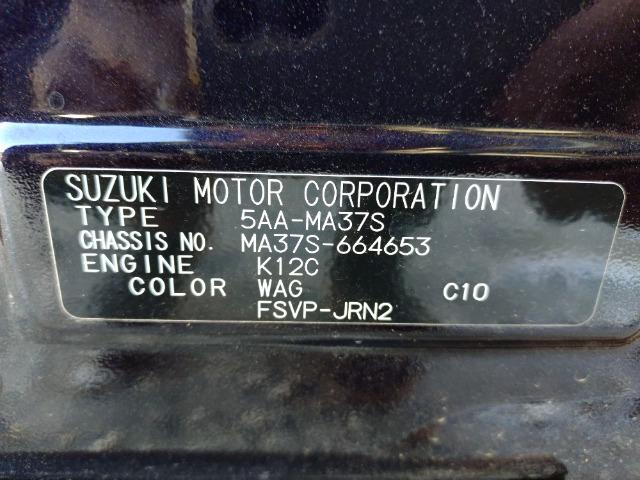 SUZUKI MOTOR CORPORATION
TYPE 5AA-MA37S
CHASSIS NO. MA37S-664653
ENGINE K12C
COLOR WAG C10
FSVP-JRN2